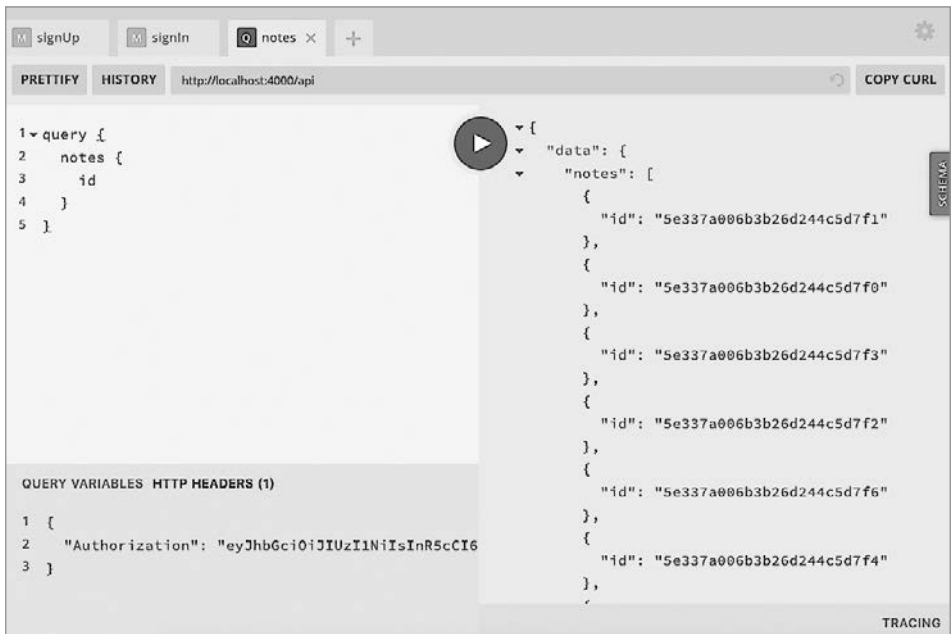 M signUp M signIn Q notes × +
PRETTIFY HISTORY http://localhost:4000/api COPY CURL
1 query {
2 notes {
3 id
4 }
5 }
{
"data": {
"notes": [
{
"id": "5e337a006b3b26d244c5d7f1"
},
{
"id": "5e337a006b3b26d244c5d7f0"
},
{
"id": "5e337a006b3b26d244c5d7f3"
},
{
"id": "5e337a006b3b26d244c5d7f2"
},
{
"id": "5e337a006b3b26d244c5d7f6"
},
{
"id": "5e337a006b3b26d244c5d7f4"
},
SCHEMA
QUERY VARIABLES HTTP HEADERS (1)
1 {
2 "Authorization": "eyJhbGciOiJIUzI1NiIsInR5cCI6
3 }
TRACING